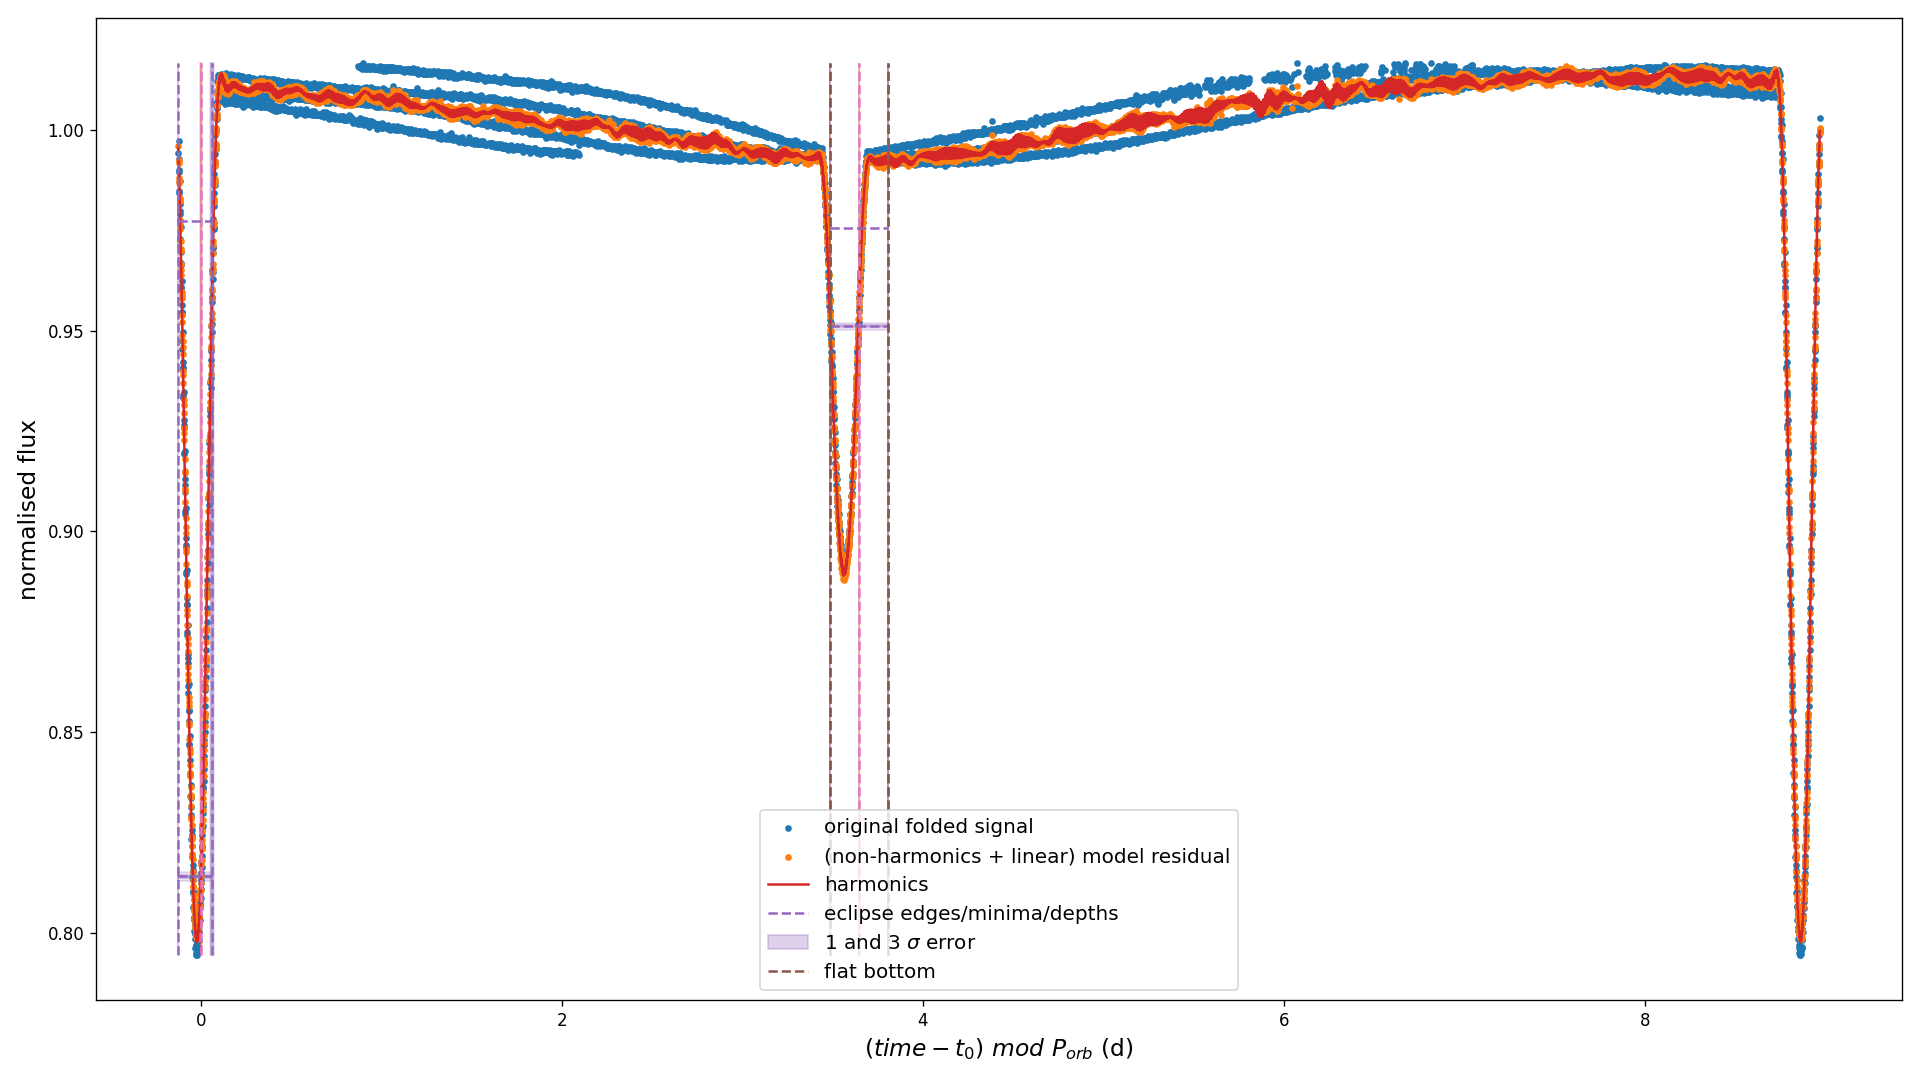 normalised flux
1.00
0.95
0.90
0.85
0.80
original folded signal
(non-harmonics + linear) model residual
harmonics
eclipse edges/minima/depths
1 and 3 σ error
flat bottom
0 2 4 6 8
(time − t₀) mod Pₒᵣb (d)